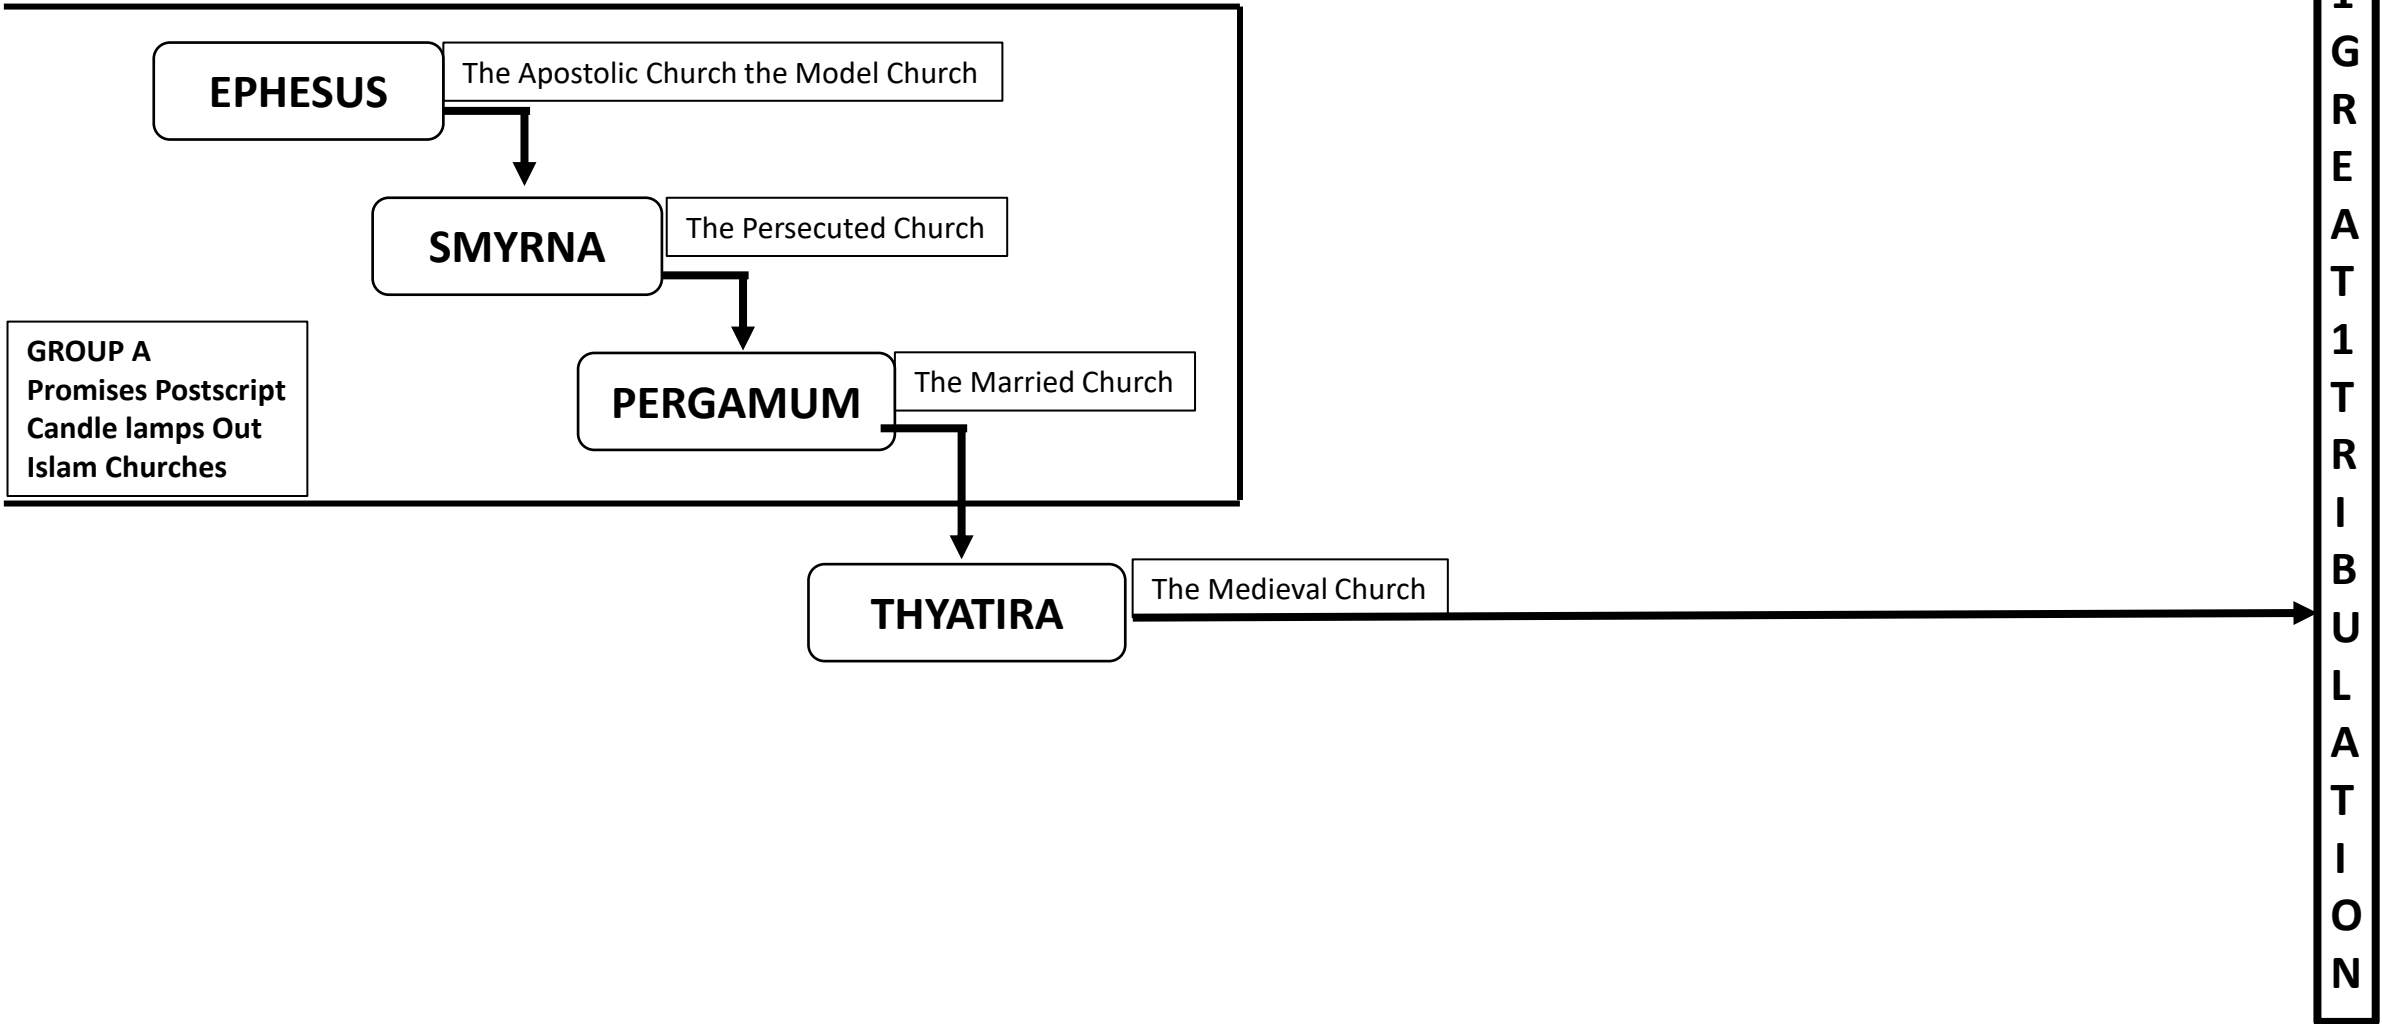 EPHESUS
The Apostolic Church the Model Church
SMYRNA
The Persecuted Church
GROUP A
Promises Postscript
Candle lamps Out
Islam Churches
PERGAMUM
The Married Church
THYATIRA
The Medieval Church
G
R
E
A
T
1
T
R
I
B
U
L
A
T
I
O
N